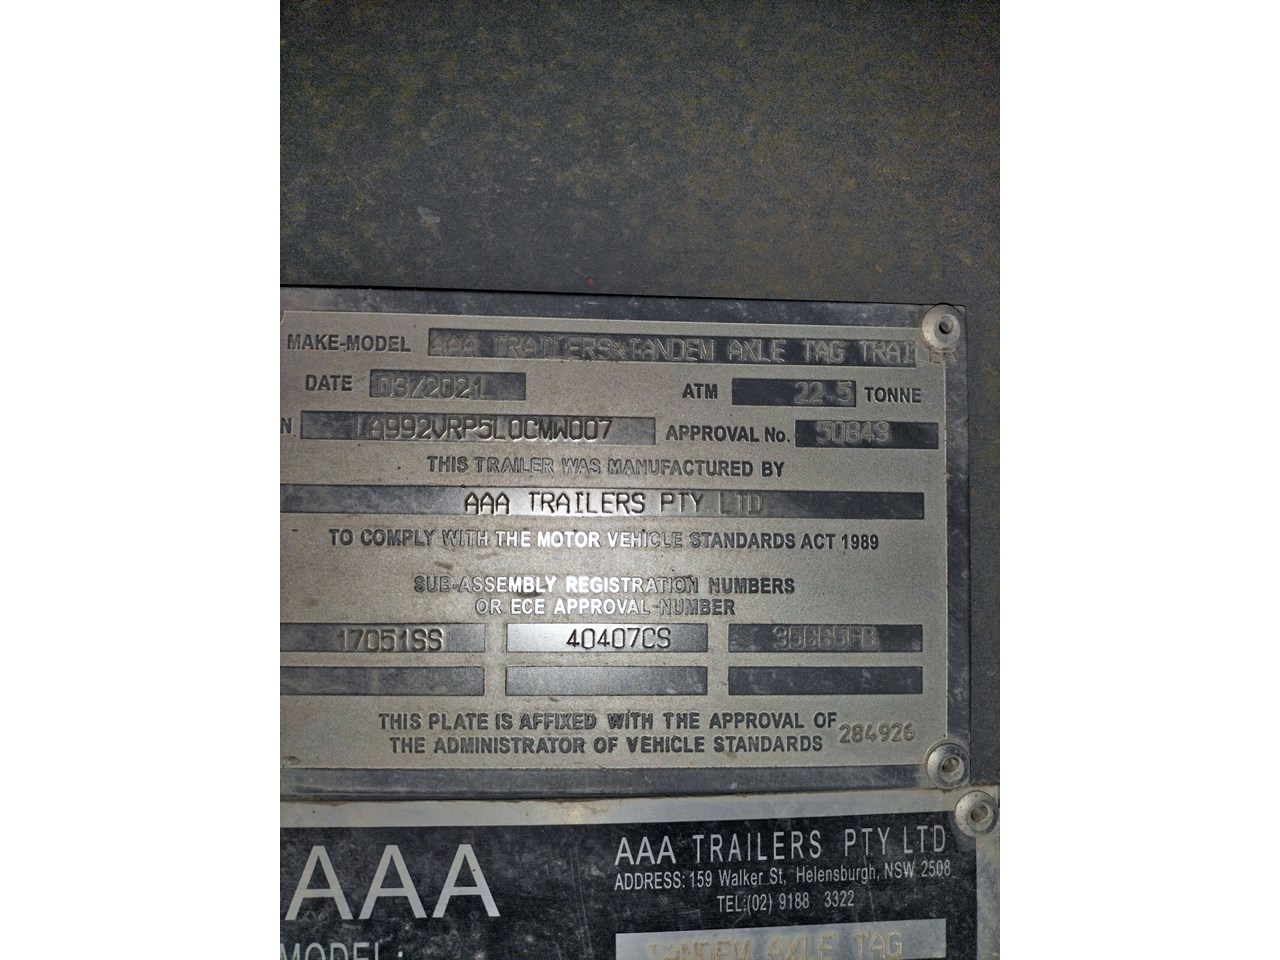 MAKE-MODEL AAA TRAILERS*TANDEM AXLE TAG TRAILER
DATE 03/2021 ATM 22.5 TONNE
N. 1A992VRP5L0CMW007 APPROVAL No. 50849
THIS TRAILER WAS MANUFACTURED BY
AAA TRAILERS PTY LTD
TO COMPLY WITH THE MOTOR VEHICLE STANDARDS ACT 1989
SUB-ASSEMBLY REGISTRATION NUMBERS
OR ECE APPROVAL NUMBER
17051SS 40407CS
THIS PLATE IS AFFIXED WITH THE APPROVAL OF
THE ADMINISTRATOR OF VEHICLE STANDARDS 284926
AAA
AAA TRAILERS PTY LTD
ADDRESS: 159 Walker St, Helensburgh, NSW 2508
TEL:(02) 9188 3322
MODEL: TANDEM AXLE TAG